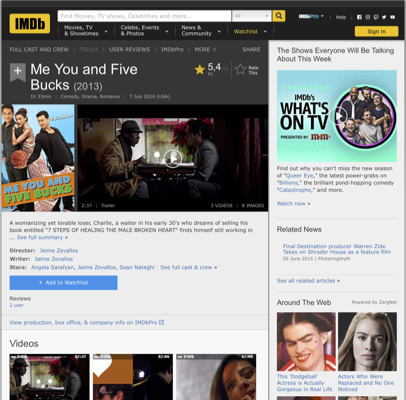 IMDb
Find Movies, TV shows, Celebrities and more...
All
Movies, TV
& Showtimes
Celebs, Events
& Photos
News &
Community
Watchlist
IMDbPro
Help
Sign in
FULL CAST AND CREW | TRIVIA | USER REVIEWS | IMDbPro | MORE
SHARE
+
Me You and Five
Bucks (2013)
5,4
Rate
This
1h 33min | Comedy, Drama, Romance | 7 July 2016 (USA)
ME YOU AND
FIVE BUCKS
2:37 | Trailer
3 VIDEOS | 8 IMAGES
A womanizing yet lovable loser, Charlie, a waiter in his early 30's who dreams of selling his
book entitled "7 STEPS OF HEALING THE MALE BROKEN HEART" finds himself still working in
... See full summary »
Director: Jaime Zevallos
Writer: Jaime Zevallos
Stars: Angela Sarafyan, Jaime Zevallos, Sean Nateghi | See full cast & crew »
+ Add to Watchlist
Reviews
2 user
View production, box office, & company info on IMDbPro
Videos
The Shows Everyone Will Be Talking
About This Week
IMDb's
WHAT'S
ON TV
PRESENTED BY
Find out why you can't miss the new season
of "Queer Eye," the latest power-grabs on
"Billions," the brilliant pond-hopping comedy
"Catastrophe," and more.
Watch now »
Related News
Final Destination producer Warren Zide
Takes on Shrader House as a feature film
05 June 2015 | Flickeringmyth
See all related articles »
Around The Web
Powered by ZergNet
This 'Dodgeball'
Actress is Actually
Gorgeous in Real Life
Actors Who Were
Replaced and No One
Noticed